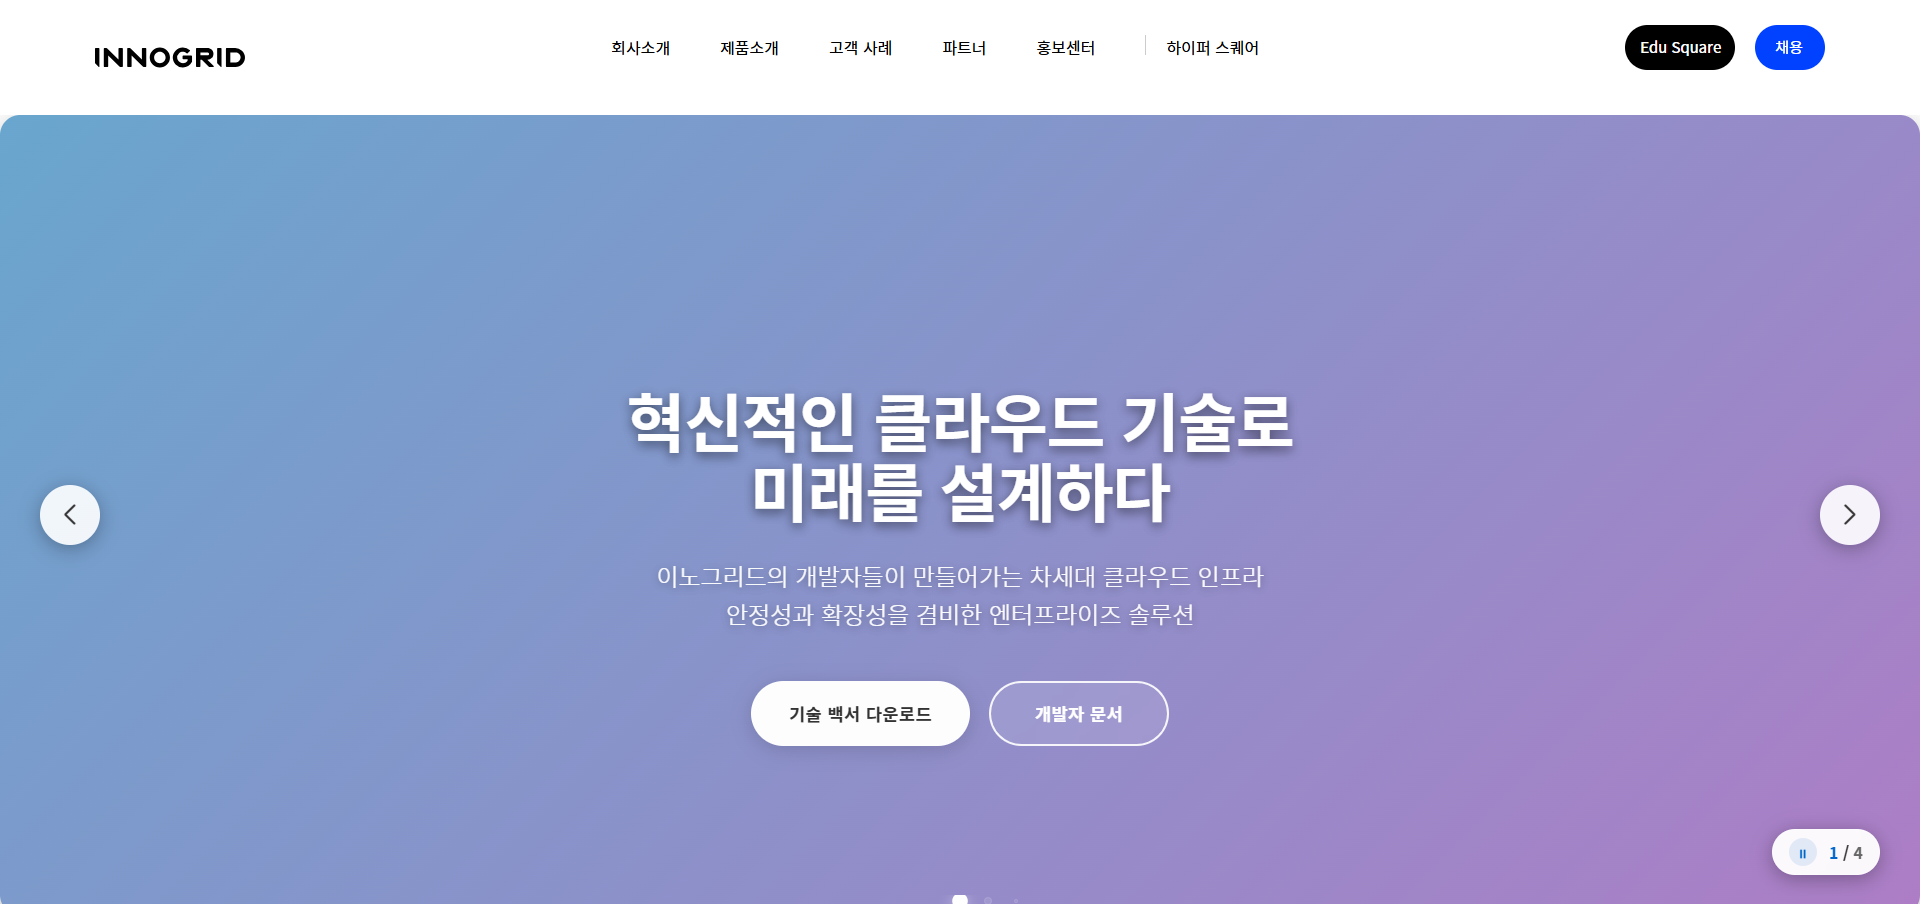 INNOGRID
회사소개
제품소개
고객 사례
파트너
홍보센터
하이퍼 스퀘어
Edu Square
채용
혁신적인 클라우드 기술로
미래를 설계하다
이노그리드의 개발자들이 만들어가는 차세대 클라우드 인프라
안정성과 확장성을 겸비한 엔터프라이즈 솔루션
기술 백서 다운로드
개발자 문서
1 / 4